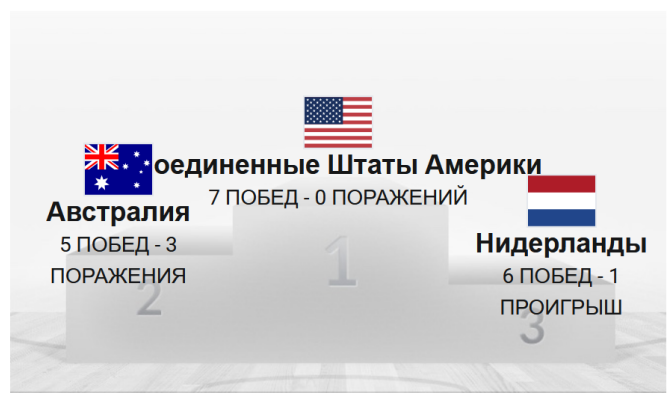 оединенные Штаты Америки
7 ПОБЕД - 0 ПОРАЖЕНИЙ
Австралия
5 ПОБЕД - 3
ПОРАЖЕНИЯ
Нидерланды
6 ПОБЕД - 1
ПРОИГРЫШ
1
2
3